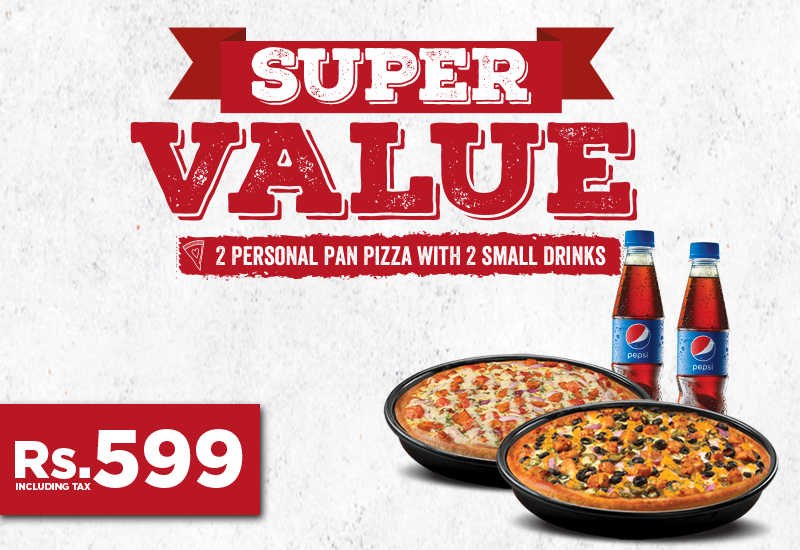 SUPER
VALUE
2 PERSONAL PAN PIZZA WITH 2 SMALL DRINKS
pepsi
pepsi
Rs.599
INCLUDING TAX